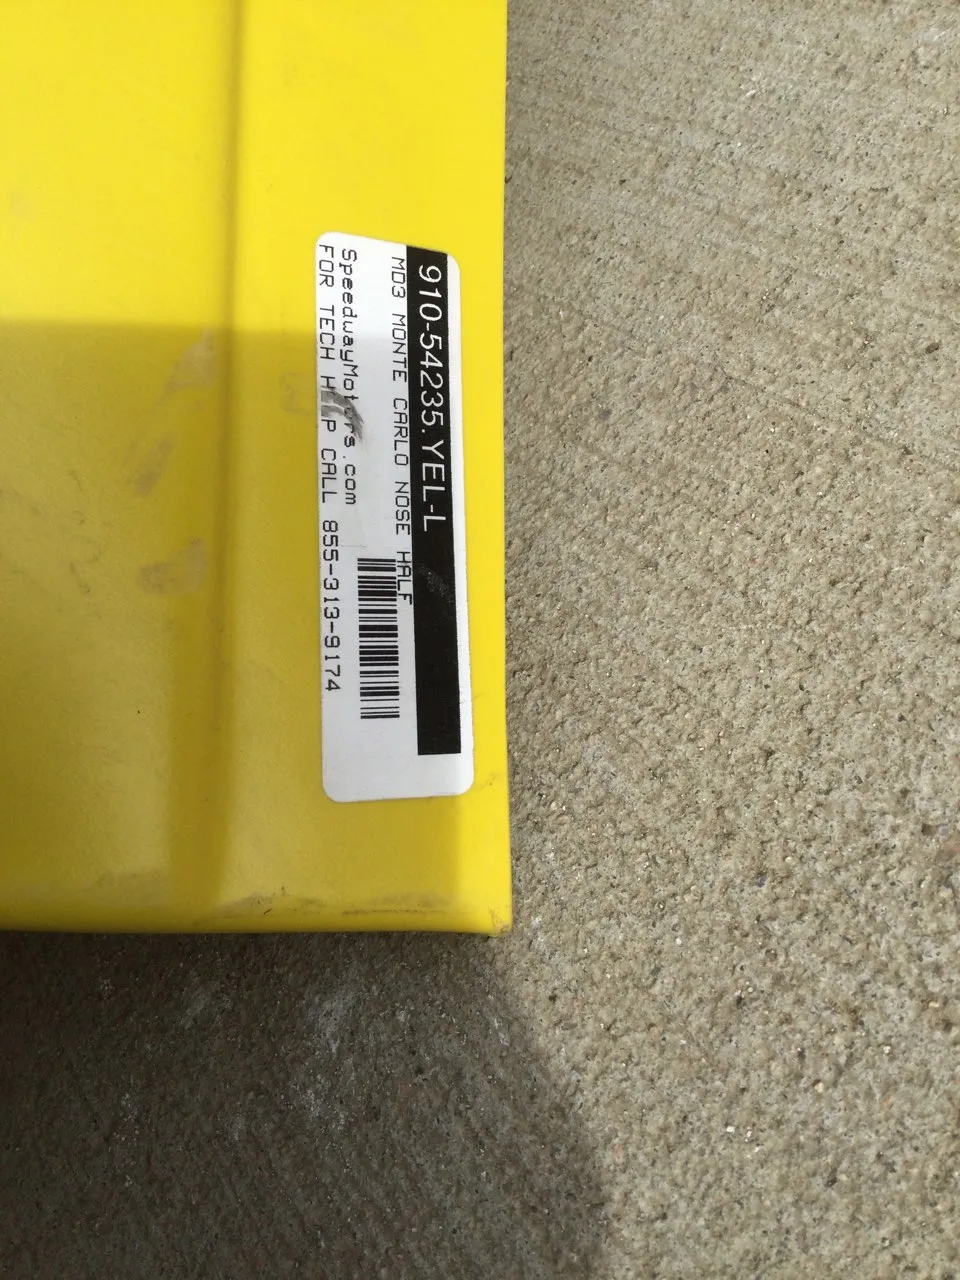 910-54235.YEL-L
MD3 MONTE CARLO NOSE HALF
SpeedwayMotors.com
FOR TECH HELP CALL 855-313-9174